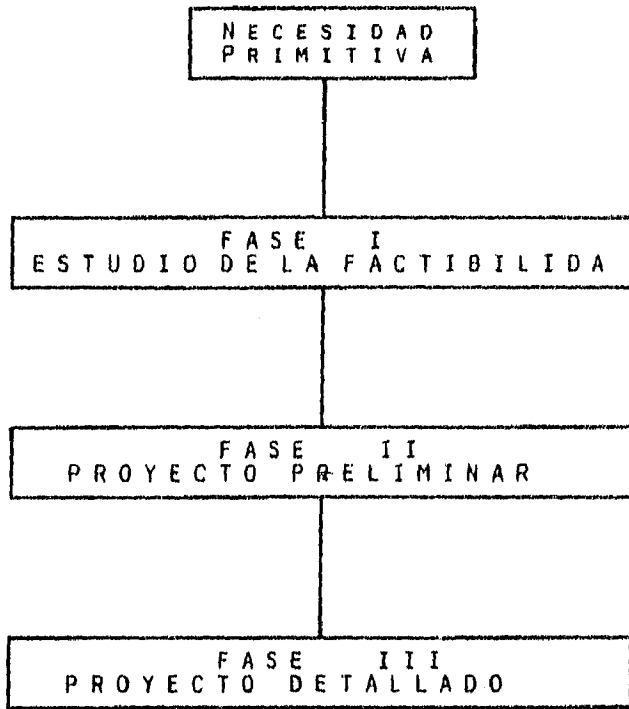 NECESIDAD
PRIMITIVA
FASE I
ESTUDIO DE LA FACTIBILIDA
FASE II
PROYECTO PRELIMINAR
FASE III
PROYECTO DETALLADO